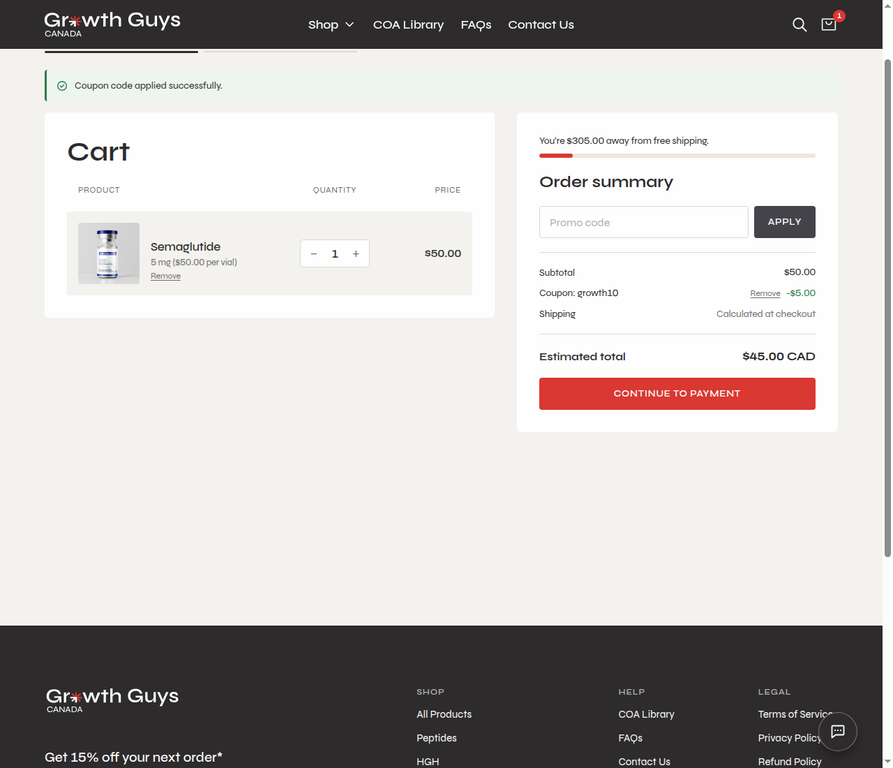 Growth Guys
CANADA
Shop
COA Library
FAQs
Contact Us
1
Coupon code applied successfully.
Cart
PRODUCT
QUANTITY
PRICE
Semaglutide
5 mg ($50.00 per vial)
Remove
− 1 +
$50.00
You're $305.00 away from free shipping.
Order summary
Promo code
APPLY
Subtotal $50.00
Coupon: growth10 Remove -$5.00
Shipping Calculated at checkout
Estimated total $45.00 CAD
CONTINUE TO PAYMENT
Growth Guys
CANADA
Get 15% off your next order*
SHOP
All Products
Peptides
HGH
HELP
COA Library
FAQs
Contact Us
LEGAL
Terms of Service
Privacy Policy
Refund Policy